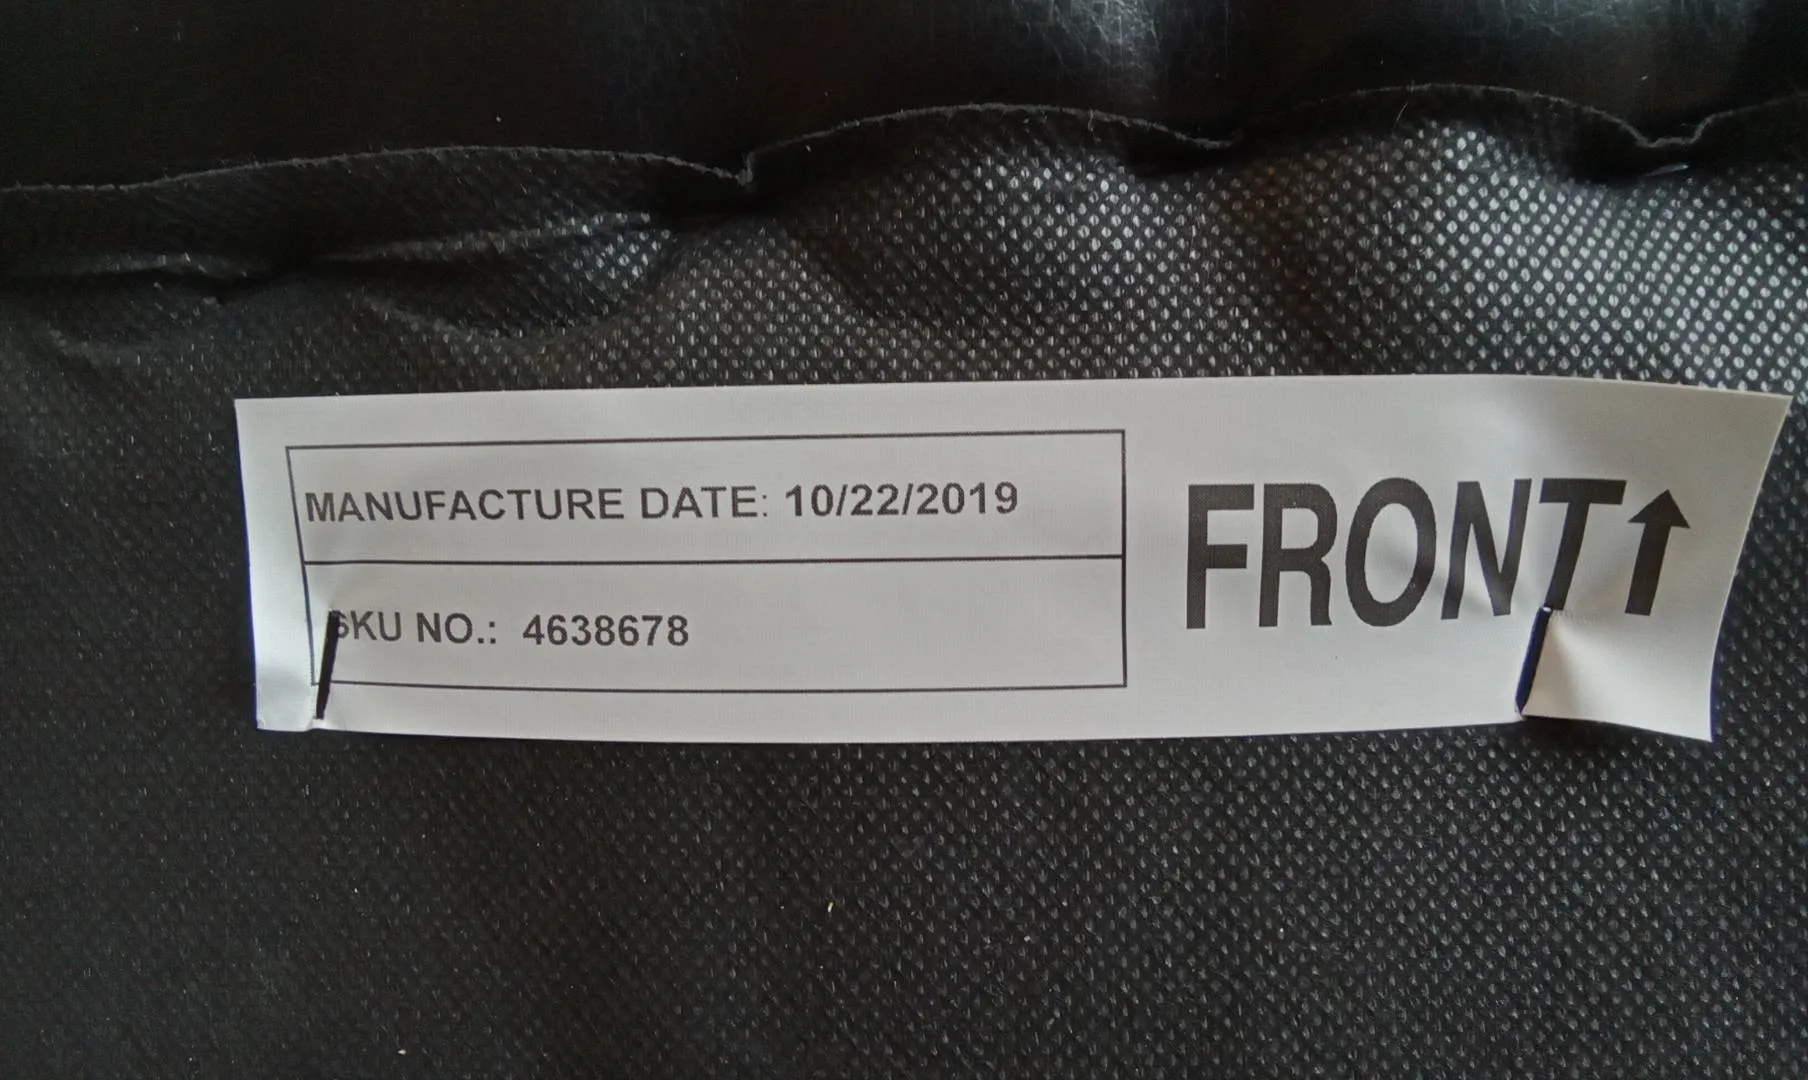 MANUFACTURE DATE: 10/22/2019
SKU NO.: 4638678
FRONT↑